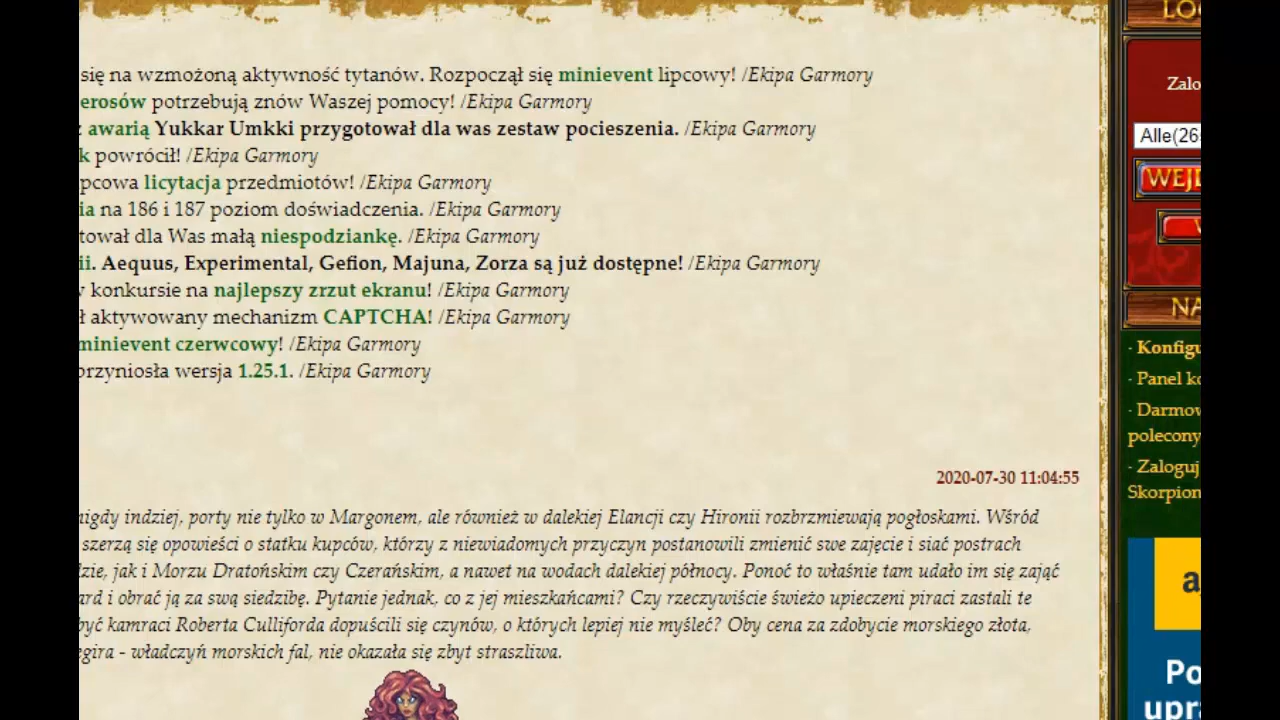 LO
się na wzmożoną aktywność tytanów. Rozpoczął się minievent lipcowy! /Ekipa Garmory
erosów potrzebują znów Waszej pomocy! /Ekipa Garmory
z awarią Yukkar Umkki przygotował dla was zestaw pocieszenia. /Ekipa Garmory
k powrócił! /Ekipa Garmory
pcowa licytacja przedmiotów! /Ekipa Garmory
ia na 186 i 187 poziom doświadczenia. /Ekipa Garmory
tował dla Was małą niespodziankę. /Ekipa Garmory
ii. Aequus, Experimental, Gefion, Majuna, Zorza są już dostępne! /Ekipa Garmory
w konkursie na najlepszy zrzut ekranu! /Ekipa Garmory
ł aktywowany mechanizm CAPTCHA! /Ekipa Garmory
minievent czerwcowy! /Ekipa Garmory
przyniosła wersja 1.25.1. /Ekipa Garmory
2020-07-30 11:04:55
nigdy indziej, porty nie tylko w Margonem, ale również w dalekiej Elancji czy Hironii rozbrzmiewają pogłoskami. Wśród
szerzą się opowieści o statku kupców, którzy z niewiadomych przyczyn postanowili zmienić swe zajęcie i siać postrach
dzie, jak i Morzu Dratońskim czy Czerańskim, a nawet na wodach dalekiej północy. Ponoć to właśnie tam udało im się zająć
ard i obrać ją za swą siedzibę. Pytanie jednak, co z jej mieszkańcami? Czy rzeczywiście świeżo upieczeni piraci zastali te
być kamraci Roberta Culliforda dopuścili się czynów, o których lepiej nie myśleć? Oby cena za zdobycie morskiego złota,
egira - władczyń morskich fal, nie okazała się zbyt straszliwa.
Zalo
Alle(26
WEJD
NA
· Konfigu
· Panel ko
· Darmow
polecony
· Zaloguj
Skorpion
a
Po
upra